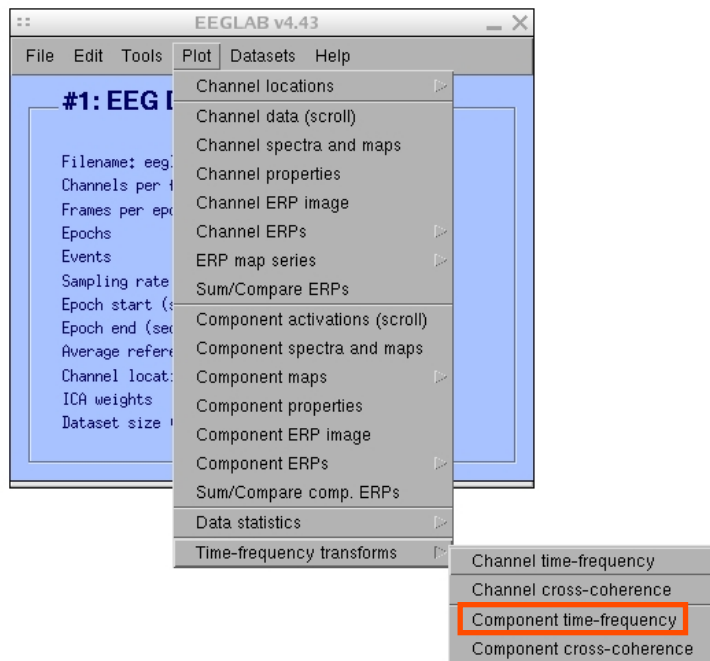 EEGLAB v4.43
File Edit Tools Plot Datasets Help
#1: EEG
Filename: eegl
Channels per
Frames per epo
Epochs
Events
Sampling rate
Epoch start (s
Epoch end (sec
Average refere
Channel locat
ICA weights
Dataset size
Channel locations
Channel data (scroll)
Channel spectra and maps
Channel properties
Channel ERP image
Channel ERPs
ERP map series
Sum/Compare ERPs
Component activations (scroll)
Component spectra and maps
Component maps
Component properties
Component ERP image
Component ERPs
Sum/Compare comp. ERPs
Data statistics
Time-frequency transforms
Channel time-frequency
Channel cross-coherence
Component time-frequency
Component cross-coherence